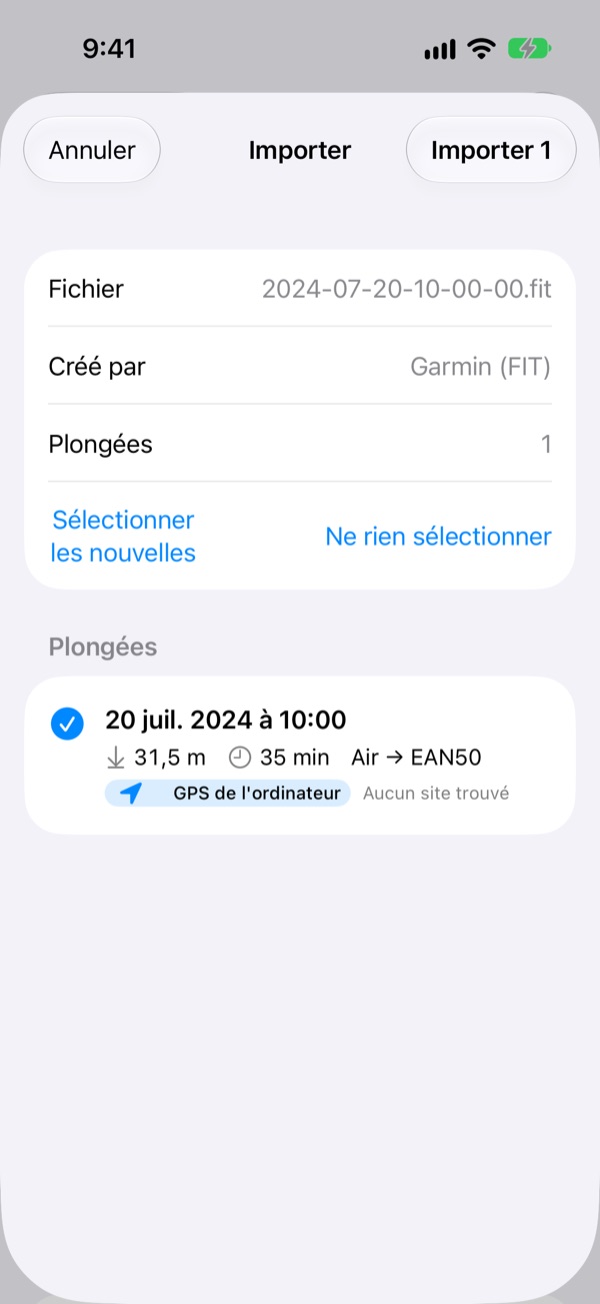 9:41
Annuler
Importer
Importer 1
Fichier
2024-07-20-10-00-00.fit
Créé par
Garmin (FIT)
Plongées
1
Sélectionner
les nouvelles
Ne rien sélectionner
Plongées
20 juil. 2024 à 10:00
31,5 m 35 min Air → EAN50
GPS de l'ordinateur Aucun site trouvé